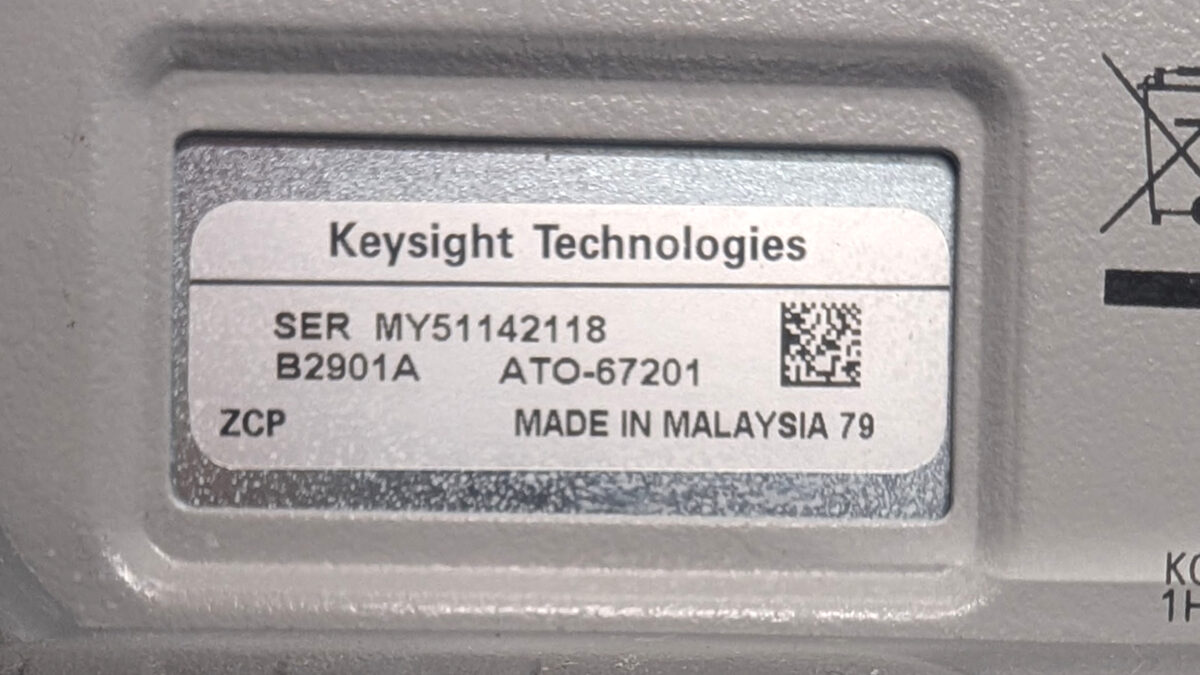 Keysight Technologies
SER MY51142118
B2901A ATO-67201
ZCP MADE IN MALAYSIA 79